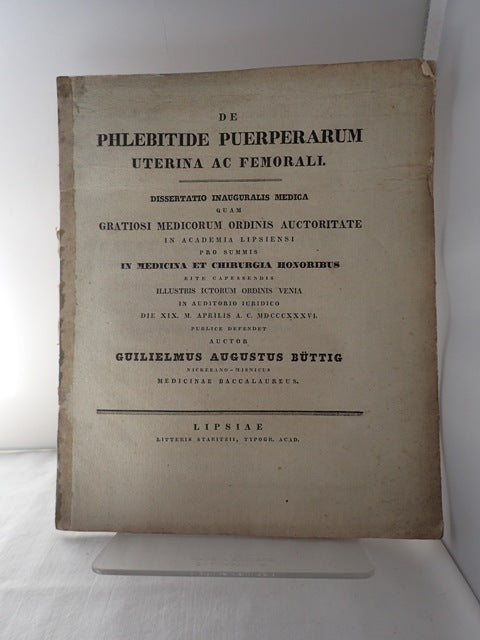 DE
PHLEBITIDE PUERPERARUM
UTERINA AC FEMORALI.
DISSERTATIO INAUGURALIS MEDICA
QUAM
GRATIOSI MEDICORUM ORDINIS AUCTORITATE
IN ACADEMIA LIPSIENSI
PRO SUMMIS
IN MEDICINA ET CHIRURGIA HONORIBUS
RITE CAPESSENDIS
ILLUSTRIS ICTORUM ORDINIS VENIA
IN AUDITORIO IURIDICO
DIE XIX. M. APRILIS A. C. MDCCCXXXVI.
PUBLICE DEFENDET
AUCTOR
GUILIELMUS AUGUSTUS BÜTTIG
NICKERANO-MISNICUS
MEDICINAE BACCALAUREUS.
LIPSIAE
LITTERIS STARITZII, TYPOGR. ACAD.